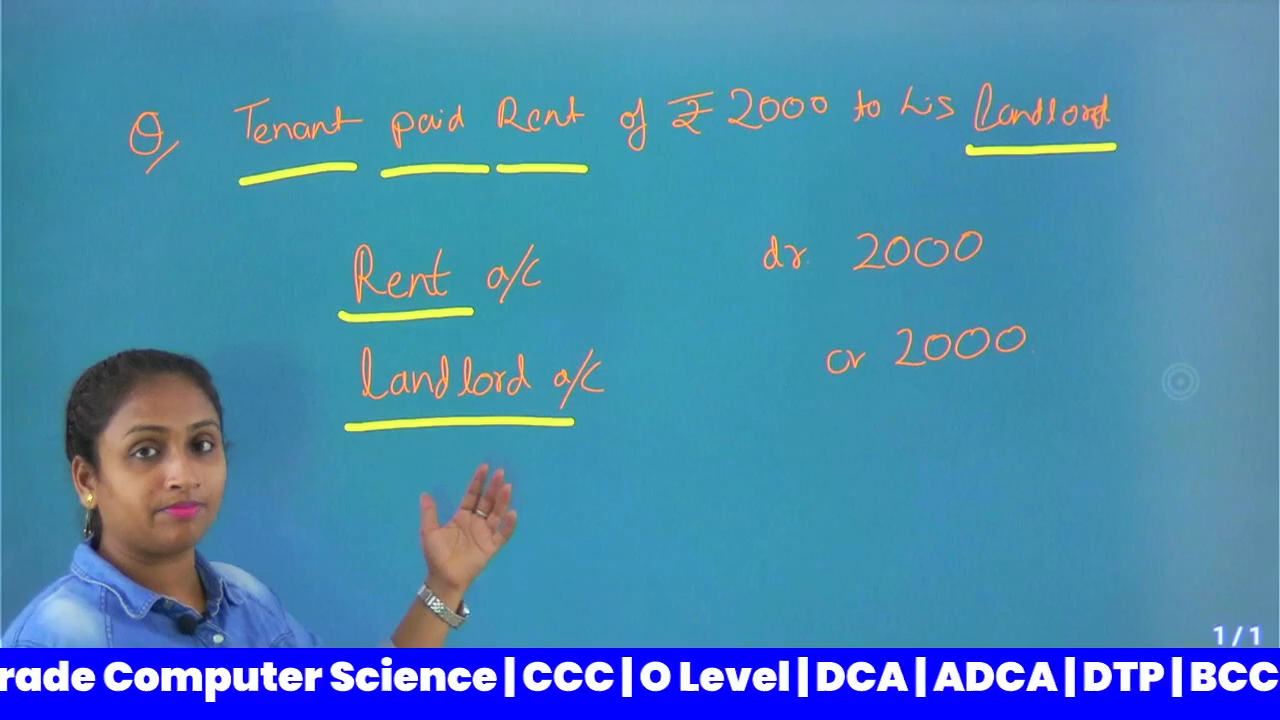 Q/ Tenant paid Rent of ₹ 2000 to his landlord
Rent a/c dr. 2000
landlord a/c cr 2000
1 / 1
rade Computer Science | CCC | O Level | DCA | ADCA | DTP | BCC